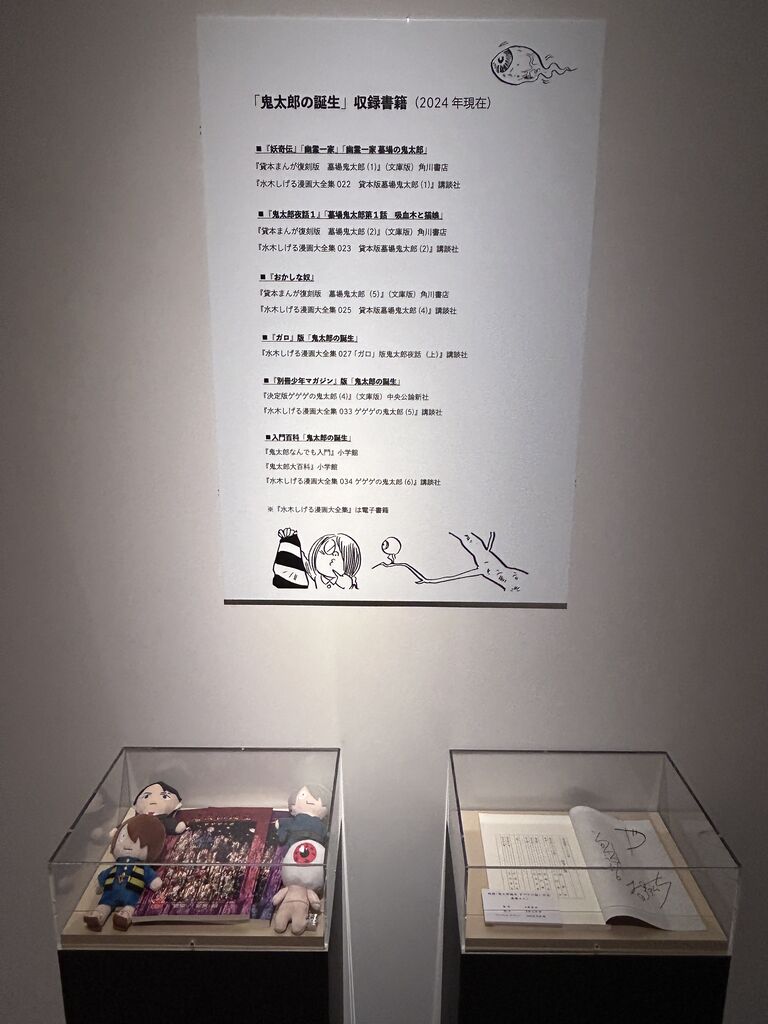 「鬼太郎の誕生」収録書籍（2024 年現在）
■『妖奇伝』「幽霊一家」「幽霊一家 墓場の鬼太郎」
『貸本まんが復刻版　墓場鬼太郎 (1)』（文庫版）角川書店
『水木しげる漫画大全集 022　貸本版墓場鬼太郎 (1)』講談社
■『鬼太郎夜話１』「墓場鬼太郎第１話　吸血木と猫娘」
『貸本まんが復刻版　墓場鬼太郎 (2)』（文庫版）角川書店
『水木しげる漫画大全集 023　貸本版墓場鬼太郎 (2)』講談社
■『おかしな奴』
『貸本まんが復刻版　墓場鬼太郎（5)』（文庫版）角川書店
『水木しげる漫画大全集 025　貸本版墓場鬼太郎 (4)』講談社
■『ガロ』版「鬼太郎の誕生」
『水木しげる漫画大全集 027「ガロ」版鬼太郎夜話（上)』講談社
■『別冊少年マガジン』版「鬼太郎の誕生」
『決定版ゲゲゲの鬼太郎 (4)』（文庫版）中央公論新社
『水木しげる漫画大全集 033 ゲゲゲの鬼太郎 (5)』講談社
■入門百科「鬼太郎の誕生」
『鬼太郎なんでも入門』小学館
『鬼太郎大百科』小学館
『水木しげる漫画大全集 034 ゲゲゲの鬼太郎 (6)』講談社
※『水木しげる漫画大全集』は電子書籍